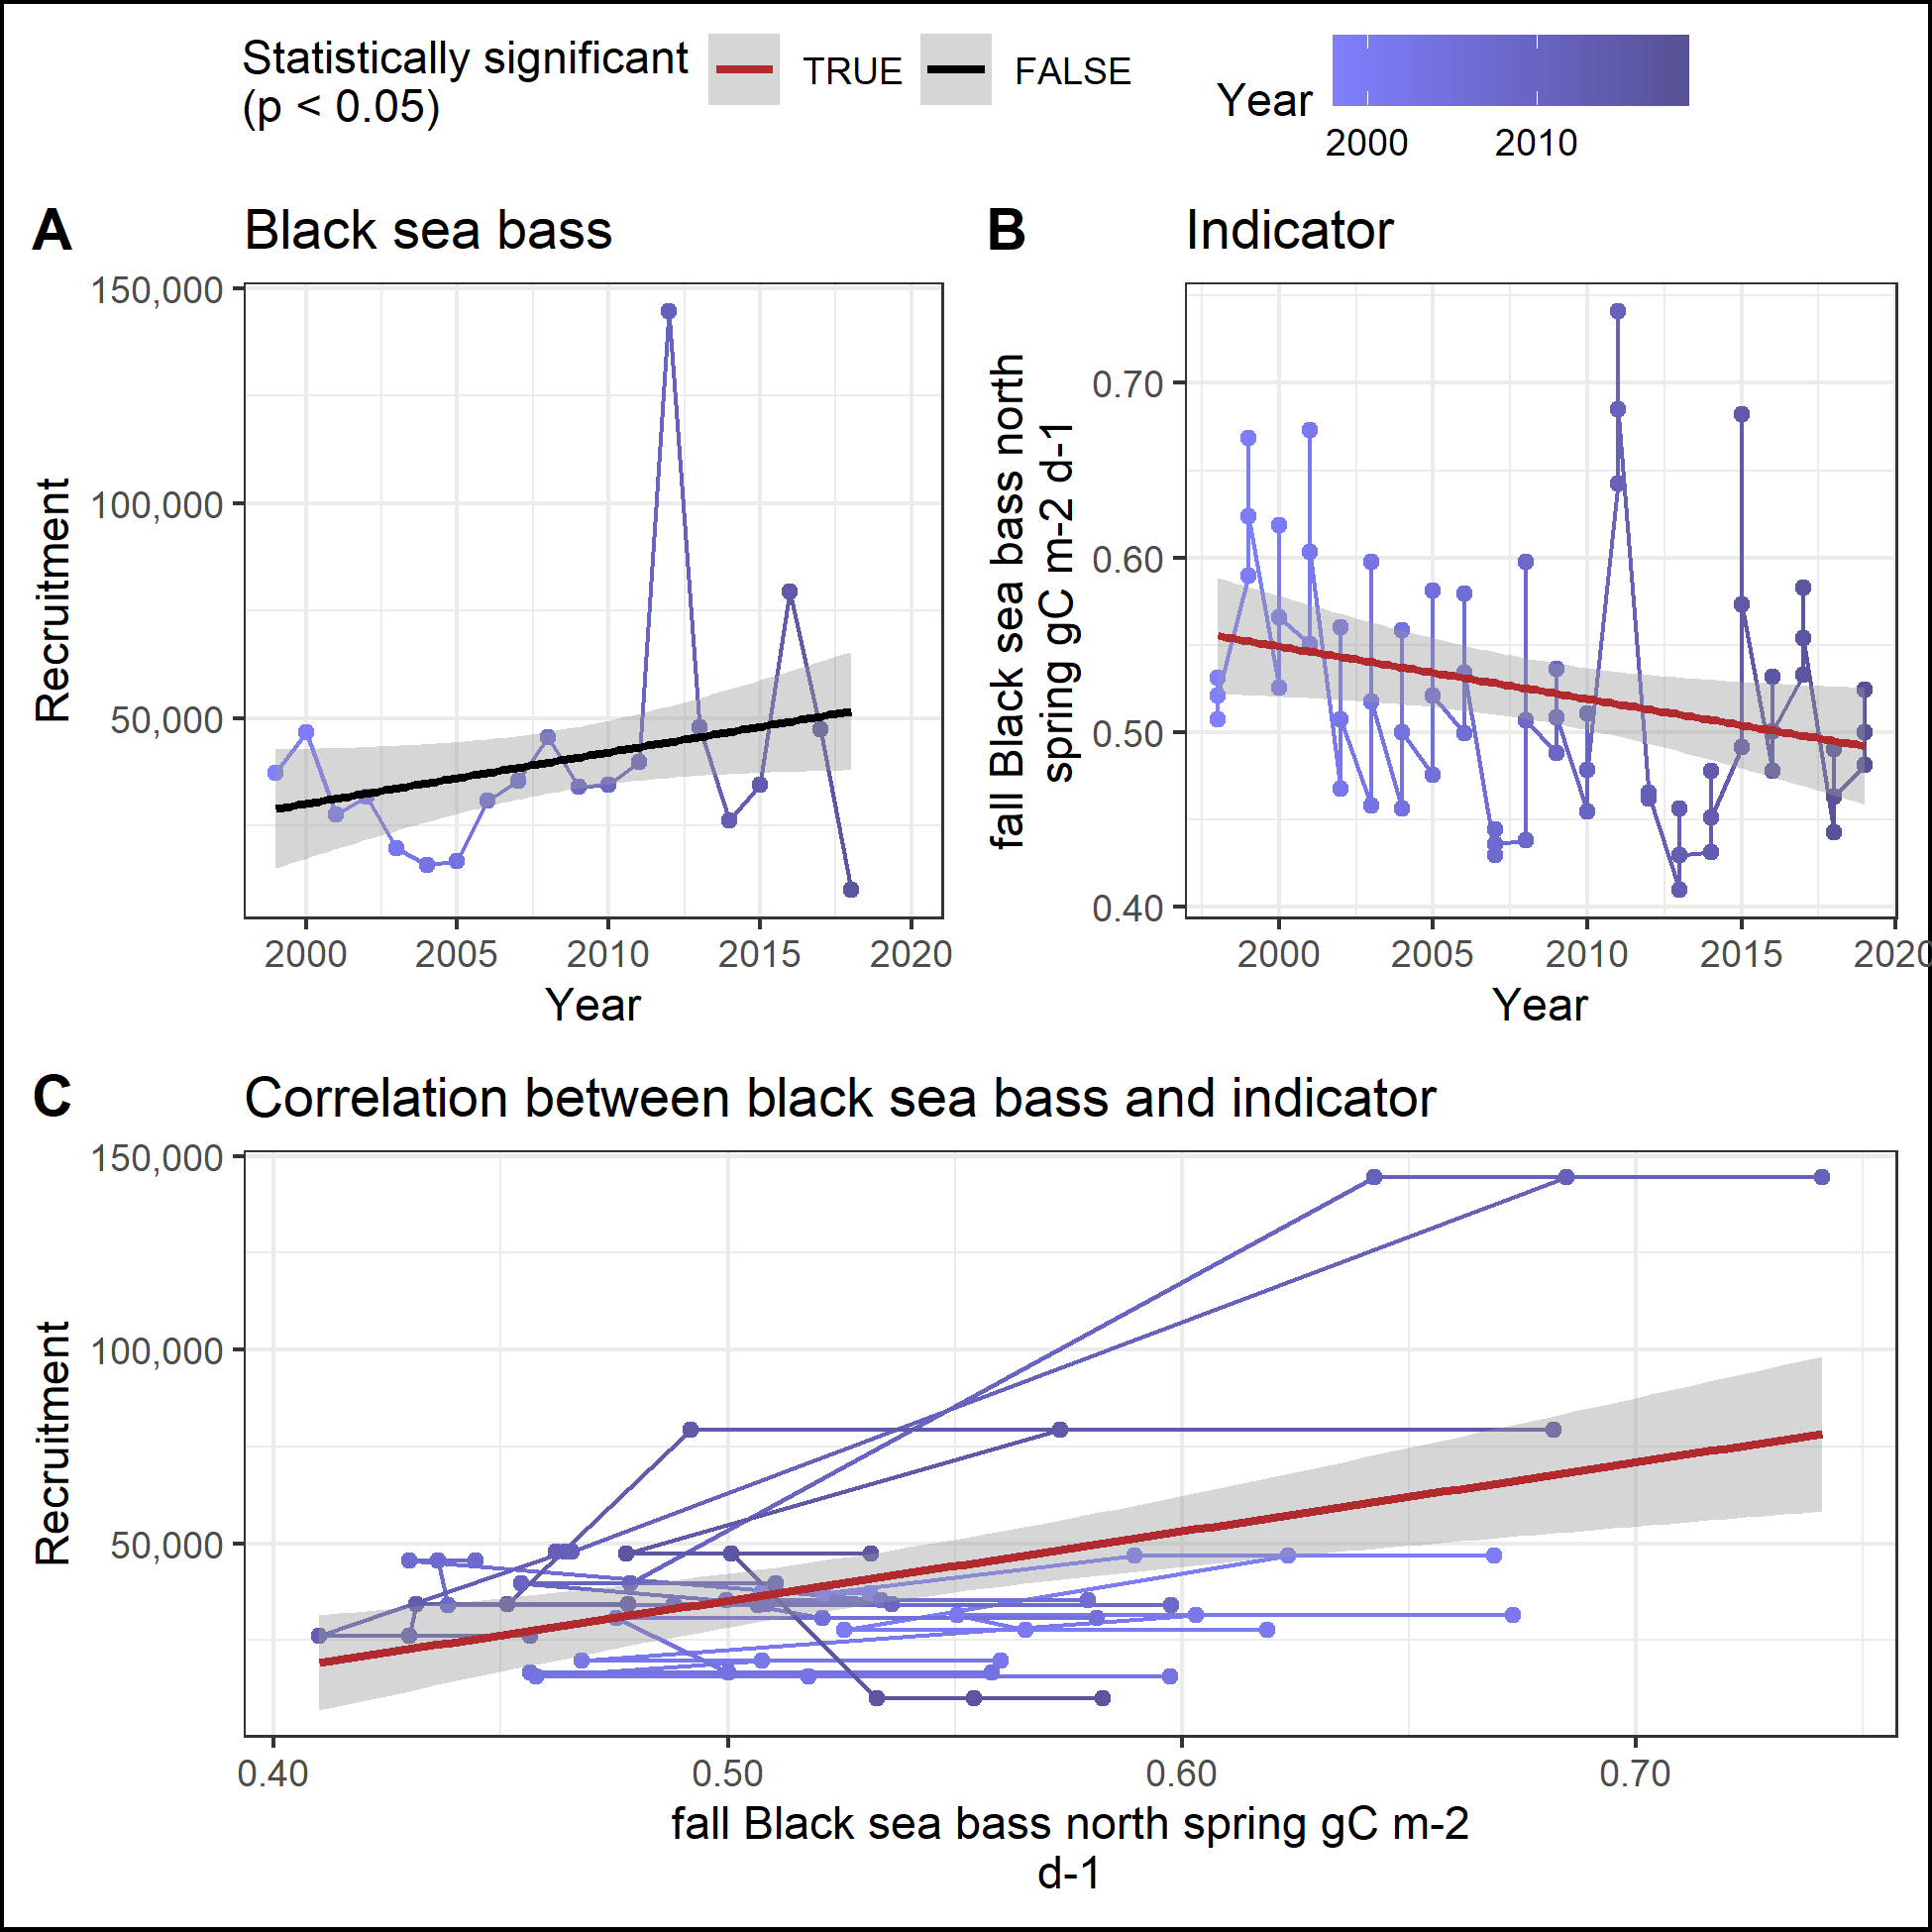 Statistically significant
(p < 0.05)
TRUE
FALSE
Year
2000
2010
A
Black sea bass
150,000
100,000
50,000
Recruitment
2000
2005
2010
2015
2020
Year
B
Indicator
0.70
0.60
0.50
0.40
fall Black sea bass north
spring gC m-2 d-1
2000
2005
2010
2015
2020
Year
C
Correlation between black sea bass and indicator
150,000
100,000
50,000
Recruitment
0.40
0.50
0.60
0.70
fall Black sea bass north spring gC m-2
d-1